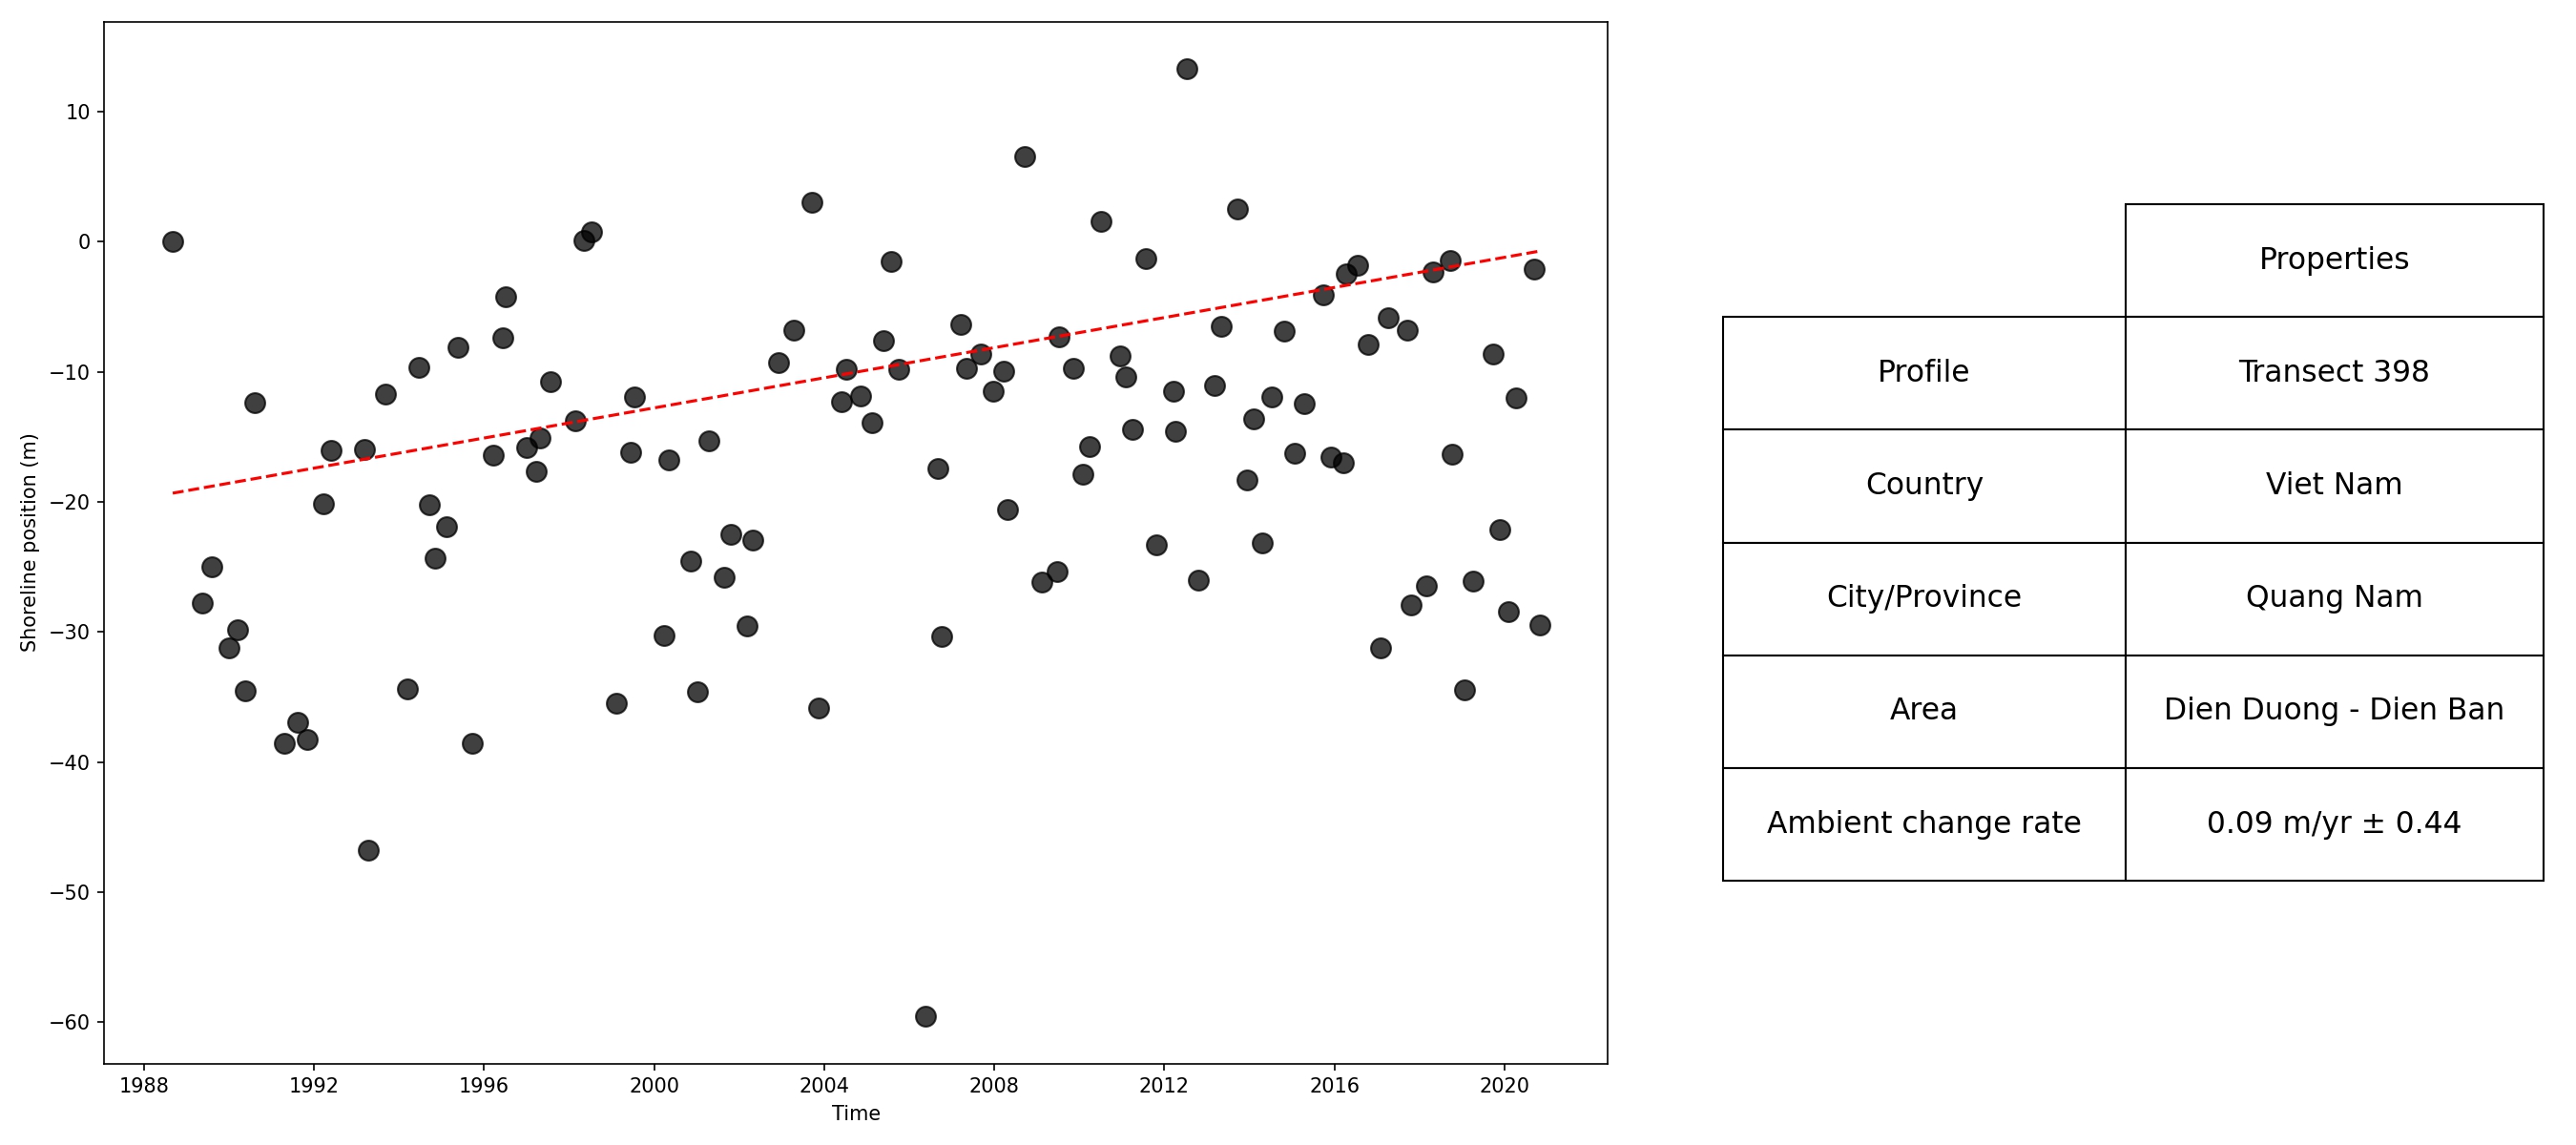 Shoreline position (m)
10
0
−10
−20
−30
−40
−50
−60
1988 1992 1996 2000 2004 2008 2012 2016 2020
Time
Properties
Profile Transect 398
Country Viet Nam
City/Province Quang Nam
Area Dien Duong - Dien Ban
Ambient change rate 0.09 m/yr ± 0.44